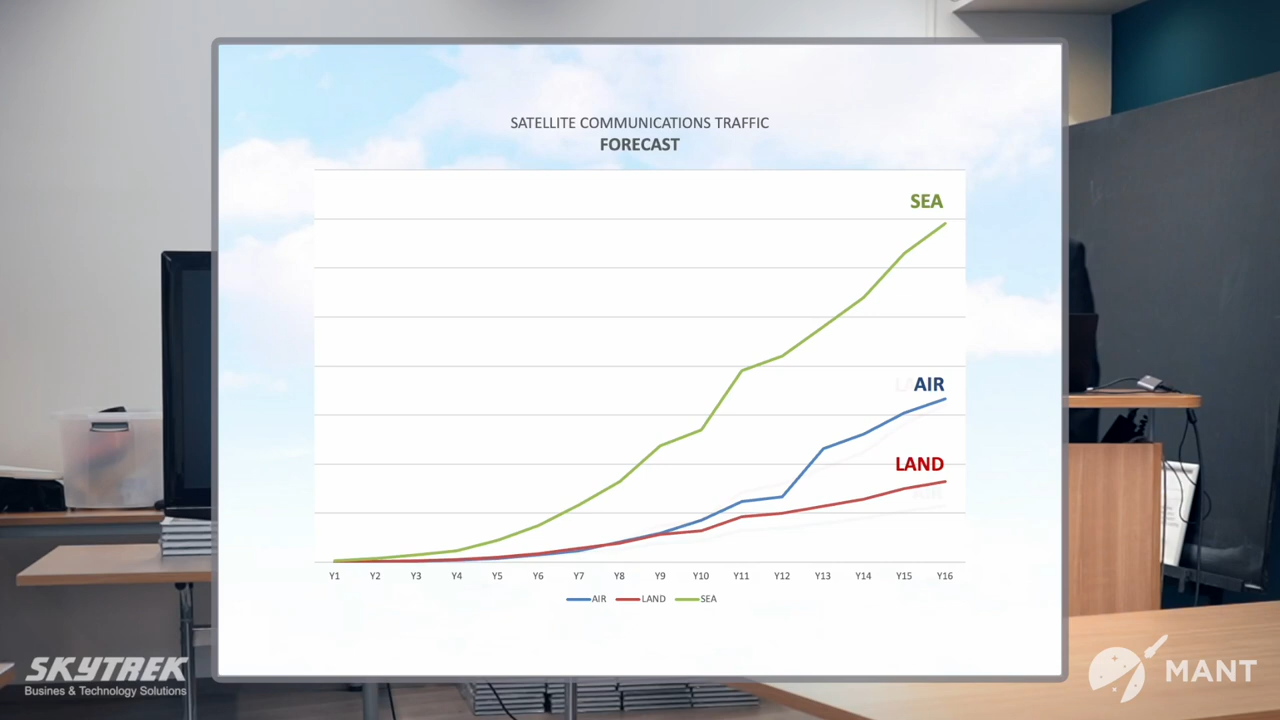 SATELLITE COMMUNICATIONS TRAFFIC
FORECAST
SEA
AIR
LAND
Y1 Y2 Y3 Y4 Y5 Y6 Y7 Y8 Y9 Y10 Y11 Y12 Y13 Y14 Y15 Y16
AIR LAND SEA
SKYTREK
Busines & Technology Solutions
MANT